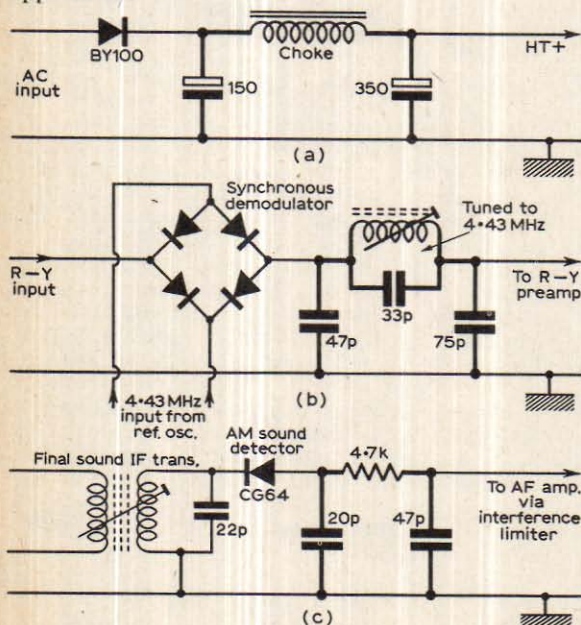 BY100
Choke
HT+
AC
input
150
350
(a)
Synchronous
demodulator
Tuned to
4·43 MHz
R–Y
input
33p
To R–Y
preamp
47p
75p
4·43 MHz
input from
ref. osc.
(b)
AM sound
detector
Final sound IF trans.
CG64
4·7k
To AF amp.
via
interference
limiter
22p
20p
47p
(c)